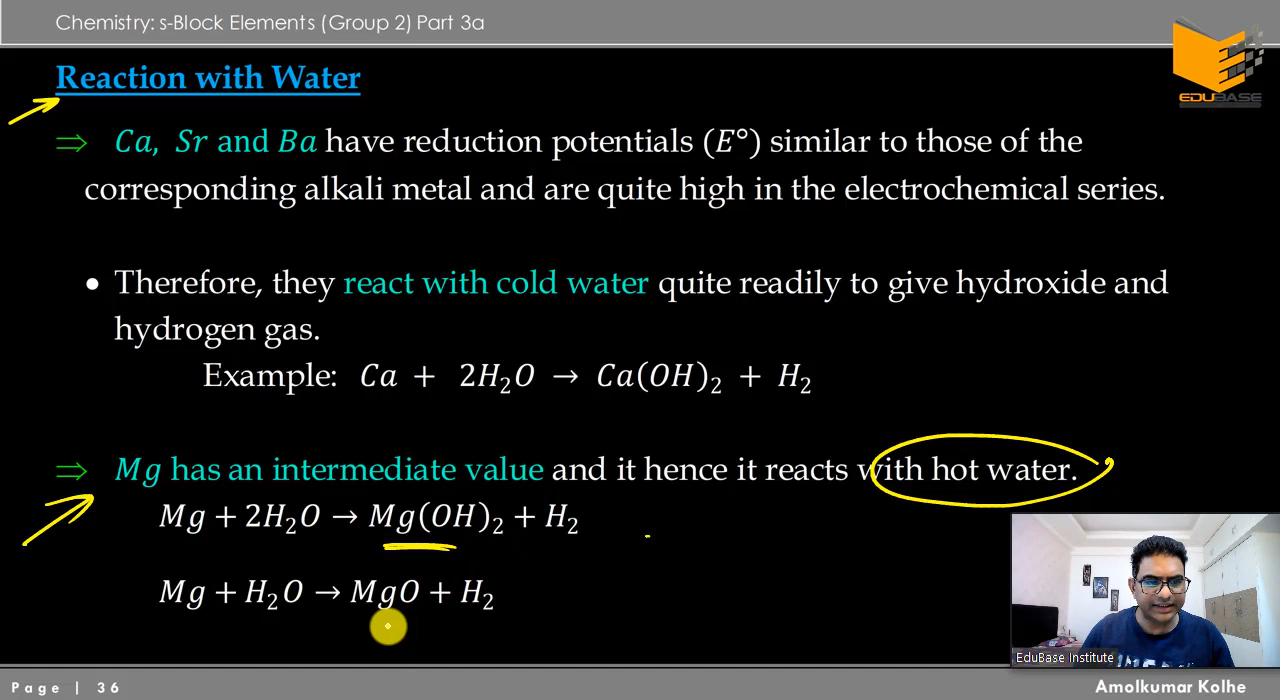 Chemistry: s-Block Elements (Group 2) Part 3a
EDUBASE
Reaction with Water
⇒ Ca, Sr and Ba have reduction potentials (E°) similar to those of the
corresponding alkali metal and are quite high in the electrochemical series.
• Therefore, they react with cold water quite readily to give hydroxide and
hydrogen gas.
Example: Ca + 2H₂O → Ca(OH)₂ + H₂
⇒ Mg has an intermediate value and it hence it reacts with hot water.
Mg + 2H₂O → Mg(OH)₂ + H₂
Mg + H₂O → MgO + H₂
EduBase Institute
Page | 36
Amolkumar Kolhe